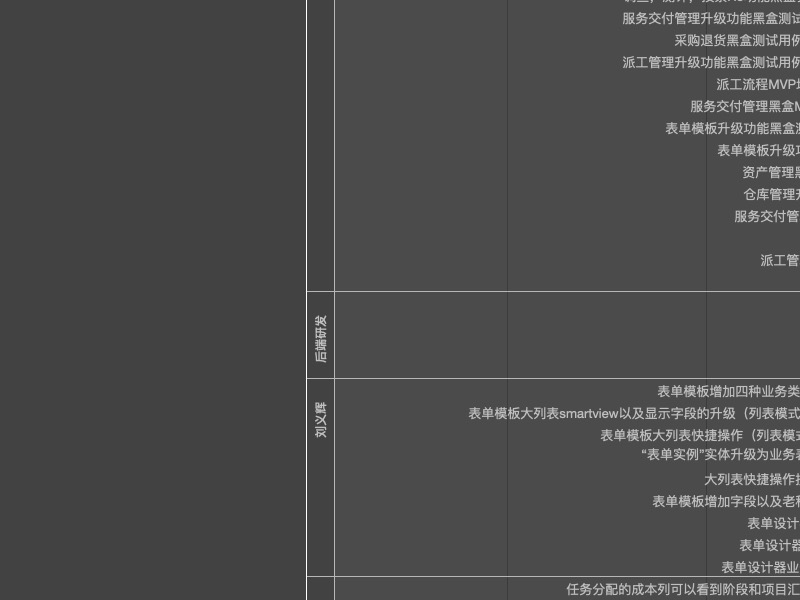 服务交付管理升级功能黑盒测试
采购退货黑盒测试用例
派工管理升级功能黑盒测试用例
派工流程MVP
服务交付管理黑盒M
表单模板升级功能黑盒测
表单模板升级功
资产管理黑
仓库管理升
服务交付管
派工管
后端研发
刘义辉
表单模板增加四种业务类
表单模板大列表smartview以及显示字段的升级（列表模式
表单模板大列表快捷操作（列表模式
“表单实例”实体升级为业务表
大列表快捷操作按
表单模板增加字段以及老和
表单设计
表单设计器
表单设计器业
任务分配的成本列可以看到阶段和项目汇